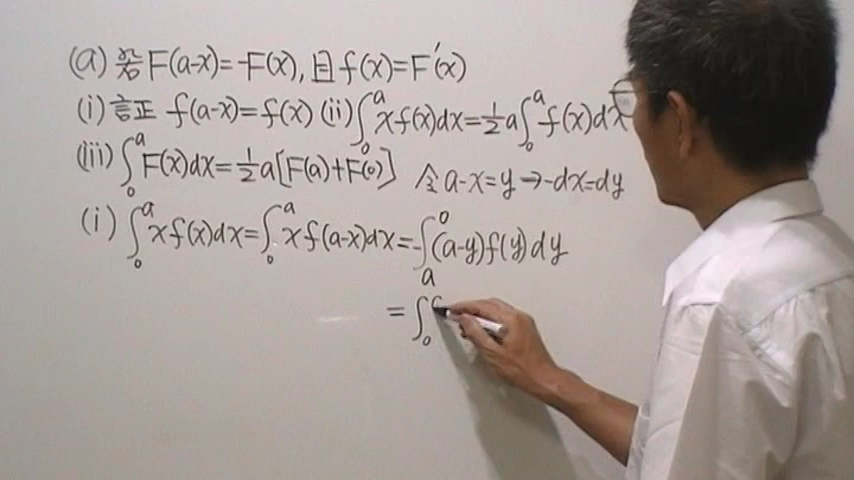 (a) 若 F(a-x)=-F(x), 且 f(x)=F'(x)
(i) 証 f(a-x)=f(x) (ii) ∫₀ᵃ xf(x)dx=½a∫₀ᵃ f(x)dx
(iii) ∫₀ᵃ F(x)dx=½a[F(a)+F(0)] 令 a-x=y→-dx=dy
(i) ∫₀ᵃ xf(x)dx=∫₀ᵃ xf(a-x)dx=-∫ₐ⁰ (a-y)f(y)dy
=∫₀